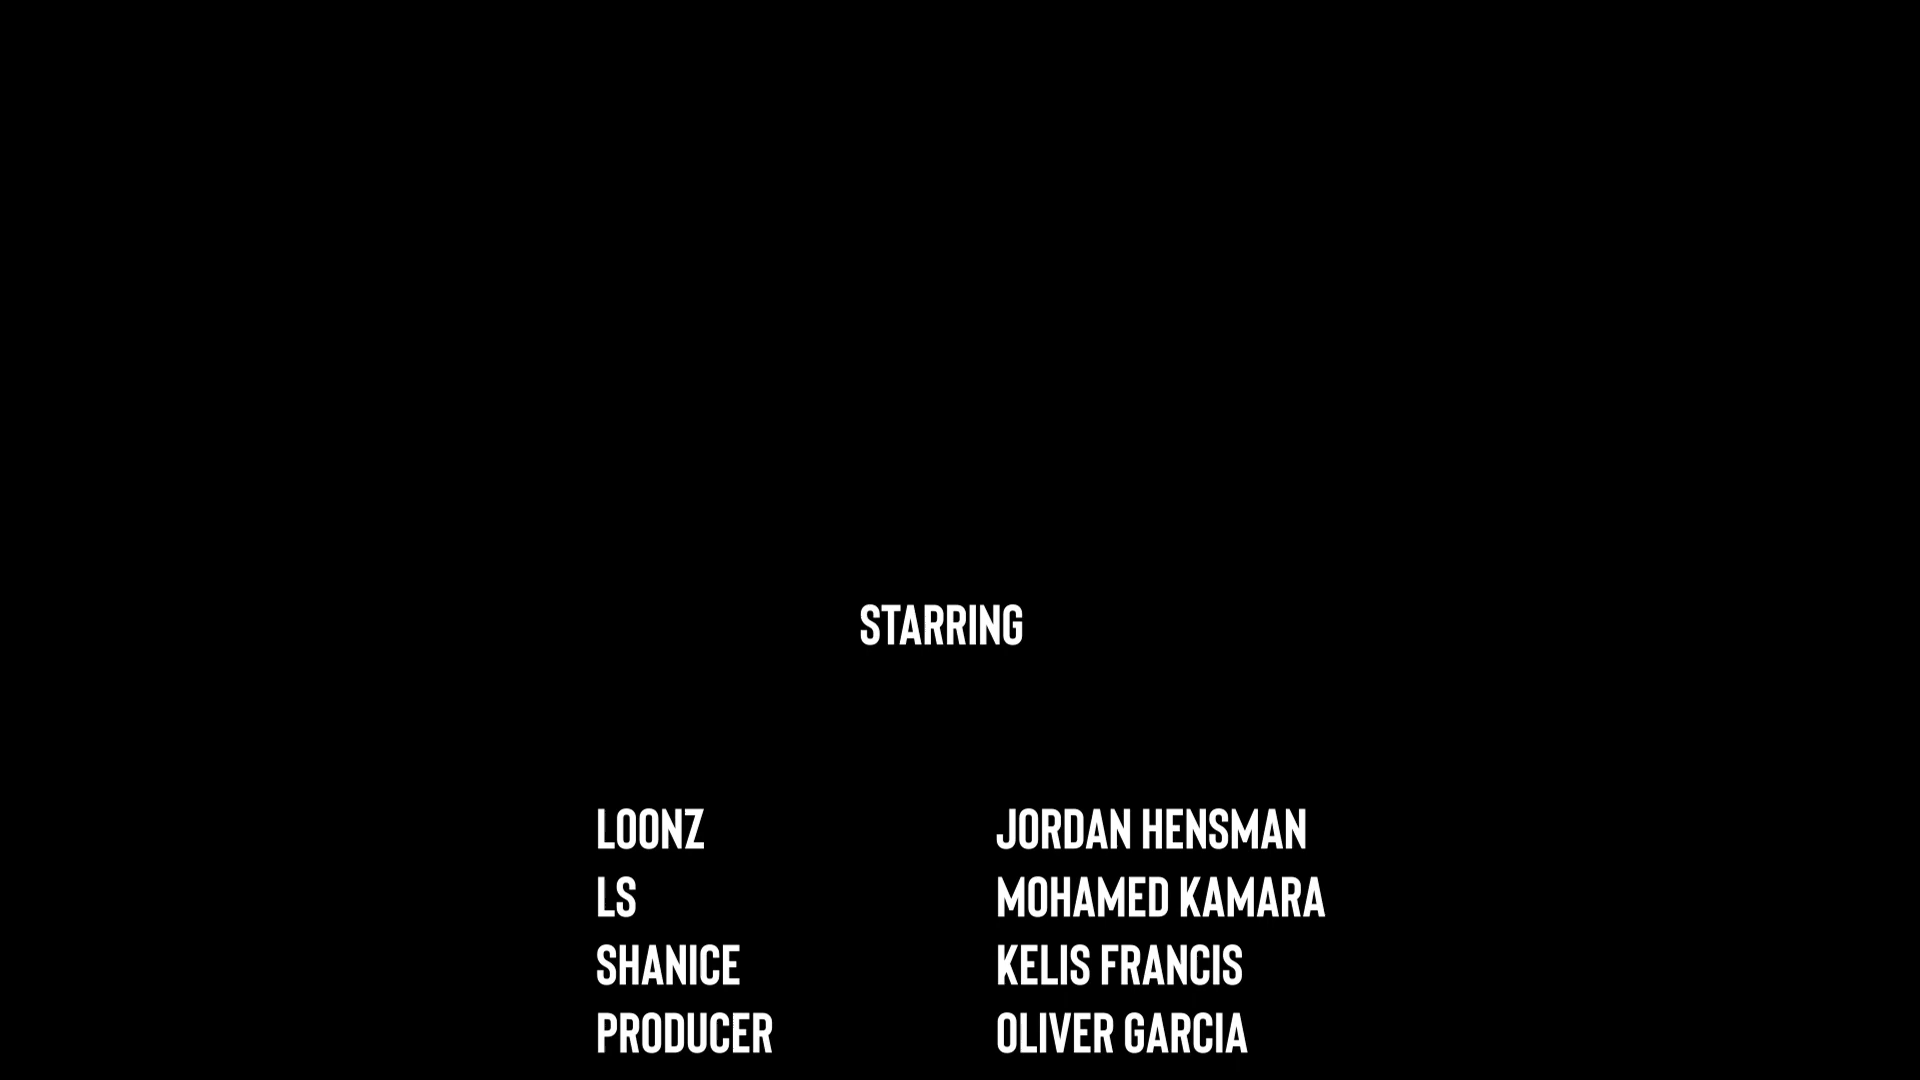 STARRING
LOONZ JORDAN HENSMAN
LS MOHAMED KAMARA
SHANICE KELIS FRANCIS
PRODUCER OLIVER GARCIA